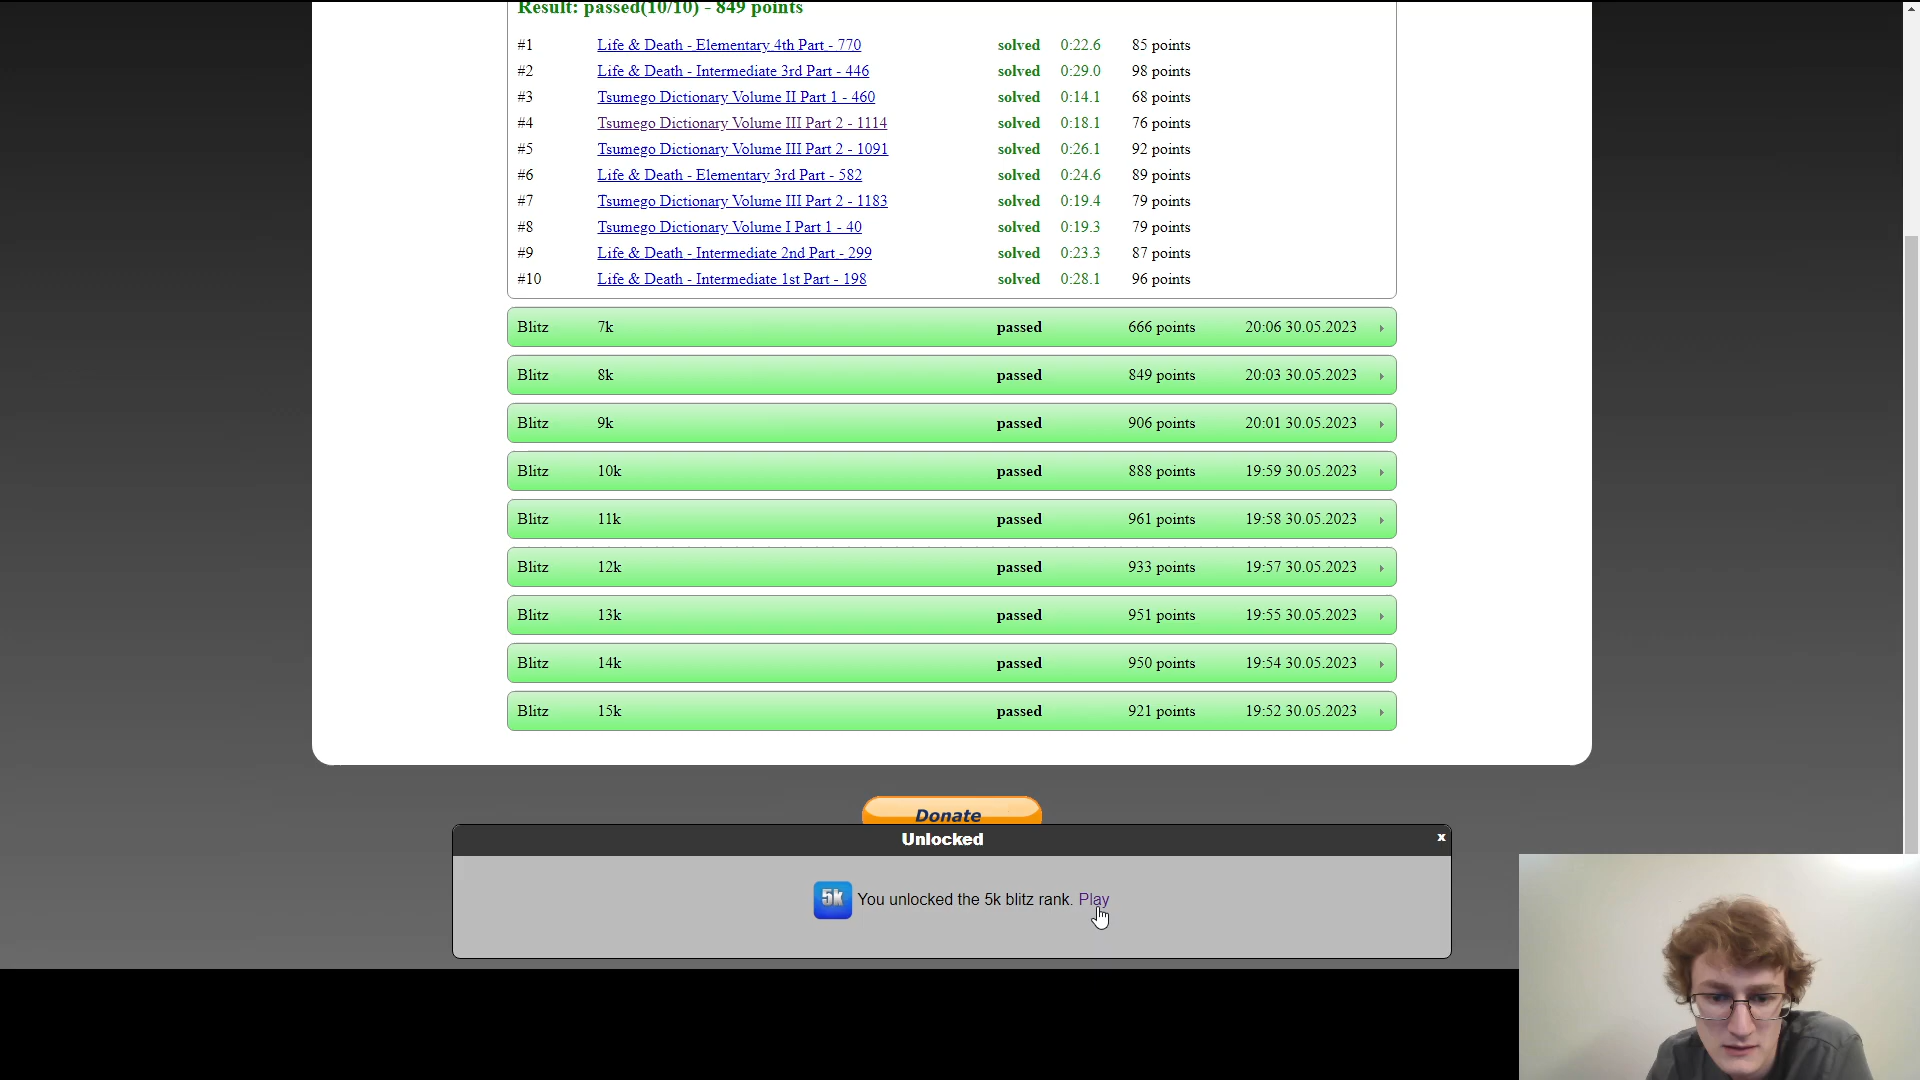 Result: passed(10/10) - 849 points
#1 Life & Death - Elementary 4th Part - 770 solved 0:22.6 85 points
#2 Life & Death - Intermediate 3rd Part - 446 solved 0:29.0 98 points
#3 Tsumego Dictionary Volume II Part 1 - 460 solved 0:14.1 68 points
#4 Tsumego Dictionary Volume III Part 2 - 1114 solved 0:18.1 76 points
#5 Tsumego Dictionary Volume III Part 2 - 1091 solved 0:26.1 92 points
#6 Life & Death - Elementary 3rd Part - 582 solved 0:24.6 89 points
#7 Tsumego Dictionary Volume III Part 2 - 1183 solved 0:19.4 79 points
#8 Tsumego Dictionary Volume I Part 1 - 40 solved 0:19.3 79 points
#9 Life & Death - Intermediate 2nd Part - 299 solved 0:23.3 87 points
#10 Life & Death - Intermediate 1st Part - 198 solved 0:28.1 96 points
Blitz 7k passed 666 points 20:06 30.05.2023
Blitz 8k passed 849 points 20:03 30.05.2023
Blitz 9k passed 906 points 20:01 30.05.2023
Blitz 10k passed 888 points 19:59 30.05.2023
Blitz 11k passed 961 points 19:58 30.05.2023
Blitz 12k passed 933 points 19:57 30.05.2023
Blitz 13k passed 951 points 19:55 30.05.2023
Blitz 14k passed 950 points 19:54 30.05.2023
Blitz 15k passed 921 points 19:52 30.05.2023
Donate
Unlocked x
5k You unlocked the 5k blitz rank. Play